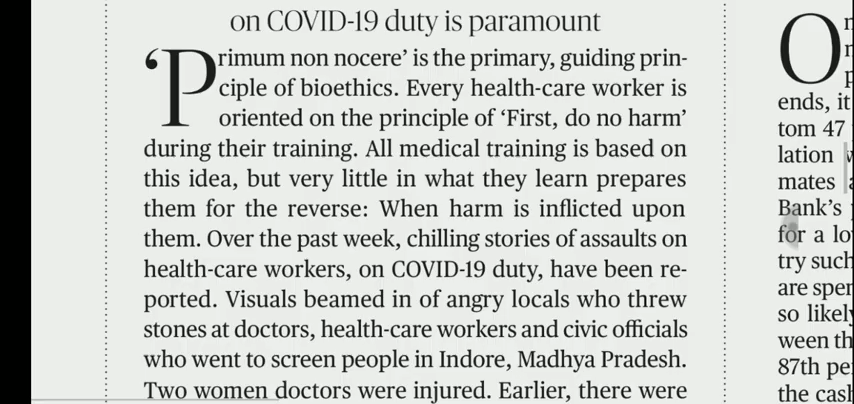 on COVID-19 duty is paramount
‘Primum non nocere’ is the primary, guiding prin-
ciple of bioethics. Every health-care worker is
oriented on the principle of ‘First, do no harm’
during their training. All medical training is based on
this idea, but very little in what they learn prepares
them for the reverse: When harm is inflicted upon
them. Over the past week, chilling stories of assaults on
health-care workers, on COVID-19 duty, have been re-
ported. Visuals beamed in of angry locals who threw
stones at doctors, health-care workers and civic officials
who went to screen people in Indore, Madhya Pradesh.
Two women doctors were injured. Earlier, there were
O
ends, it
tom 47
lation
mates
Bank’s
for a lo
try such
are spen
so likely
ween th
87th pe
the cash